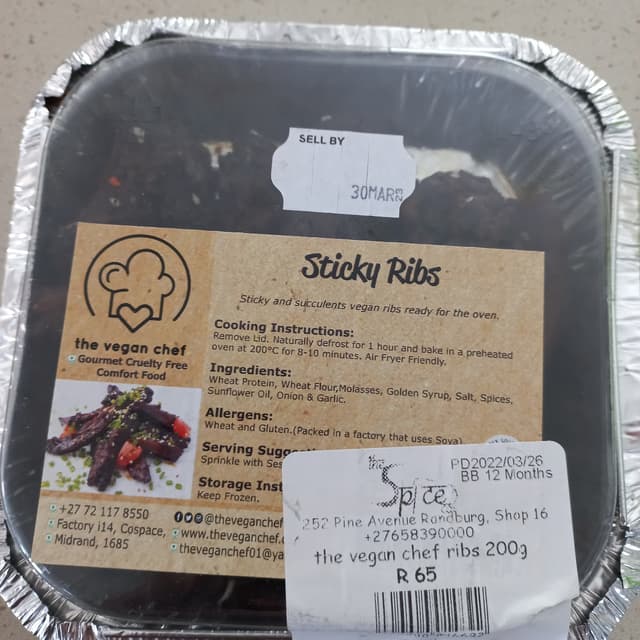 SELL BY
30MAR
Sticky Ribs
Sticky and succulents vegan ribs ready for the oven.
the vegan chef
Gourmet Cruelty Free
Comfort Food
Cooking Instructions:
Remove Lid. Naturally defrost for 1 hour and bake in a preheated
oven at 200°C for 8-10 minutes. Air Fryer Friendly.
Ingredients:
Wheat Protein, Wheat Flour,Molasses, Golden Syrup, Salt, Spices,
Sunflower Oil, Onion & Garlic.
Allergens:
Wheat and Gluten.(Packed in a factory that uses Soya)
Serving
Sprinkle with
Storage
Keep Frozen.
+27 72 117 8550
Factory i14, Cospace,
Midrand, 1685
@theveganchef
www.theveganchef.
theveganchef01@ya
the Spice
PD2022/03/26
BB 12 Months
252 Pine Avenue Randburg, Shop 16
+27658390000
the vegan chef ribs 200g
R 65